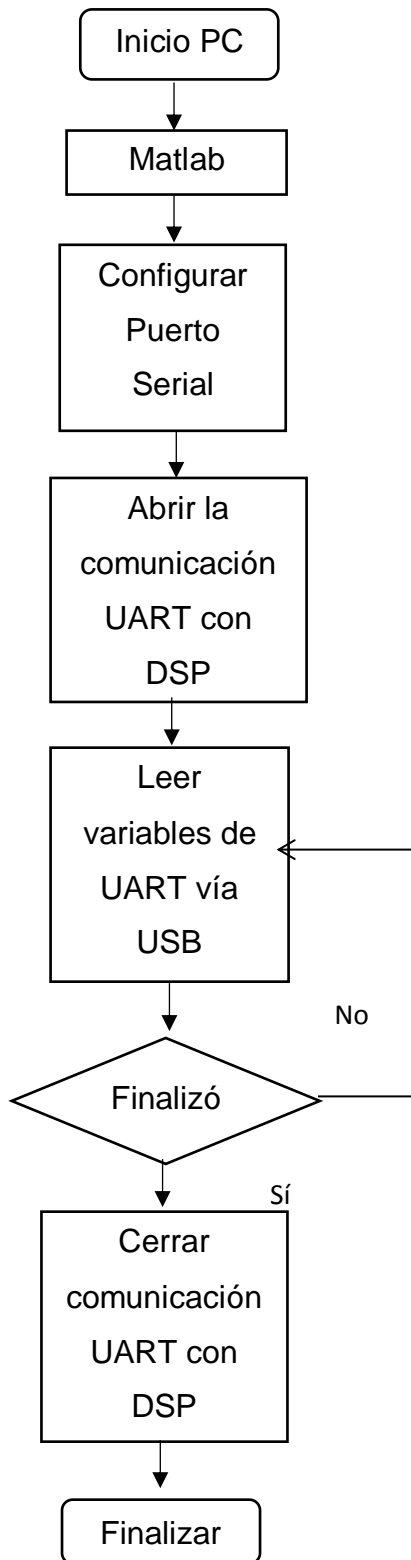 Inicio PC
Matlab
Configurar
Puerto
Serial
Abrir la
comunicación
UART con
DSP
Leer
variables de
UART vía
USB
No
Finalizó
Sí
Cerrar
comunicación
UART con
DSP
Finalizar